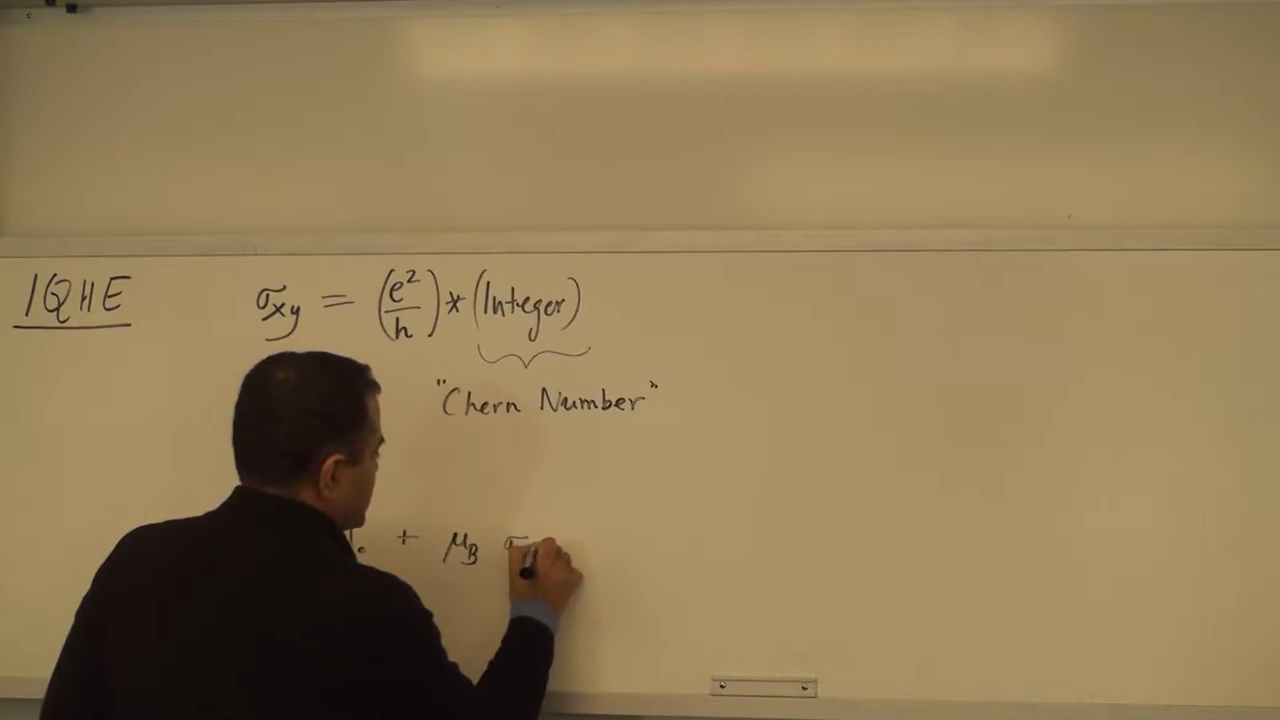 IQHE
σxy = (e²/h) * (Integer)
"Chern Number"
+ μB σ